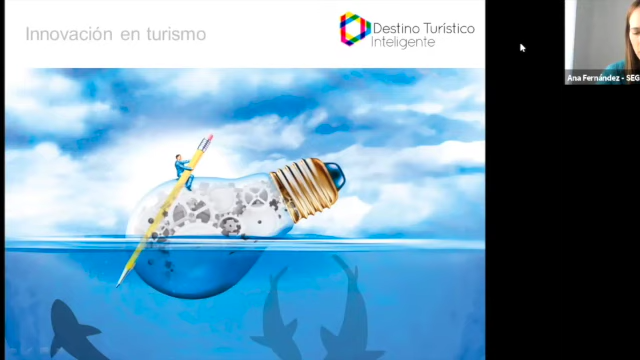 Innovación en turismo
Destino Turístico
Inteligente
Ana Fernández - SEG